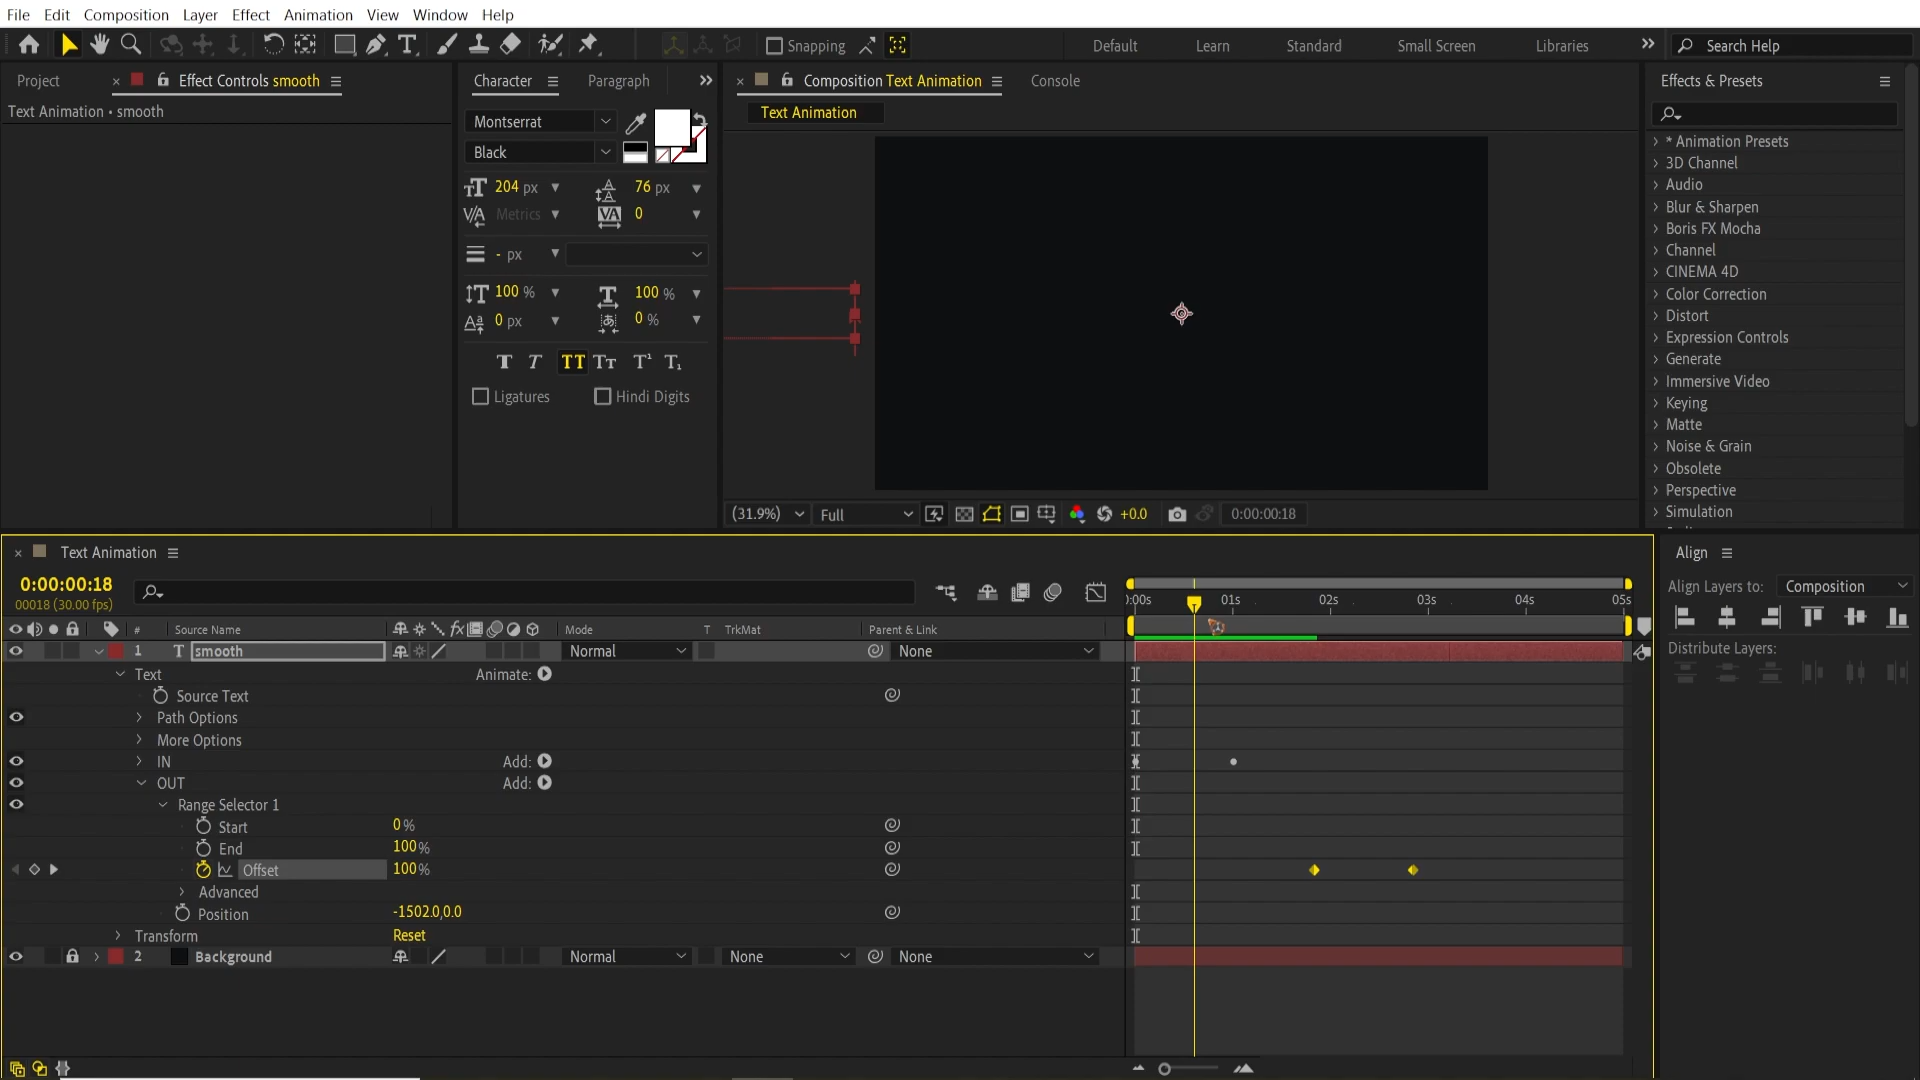 File Edit Composition Layer Effect Animation View Window Help
Snapping Default Learn Standard Small Screen Libraries Search Help
Project Effect Controls smooth
Text Animation • smooth
Character Paragraph
Montserrat
Black
204 px 76 px
Metrics 0
- px
100 % 100 %
0 px 0 %
Ligatures Hindi Digits
Composition Text Animation Console
Text Animation
(31.9%) Full +0.0 0:00:00:18
Effects & Presets
* Animation Presets
3D Channel
Audio
Blur & Sharpen
Boris FX Mocha
Channel
CINEMA 4D
Color Correction
Distort
Expression Controls
Generate
Immersive Video
Keying
Matte
Noise & Grain
Obsolete
Perspective
Simulation
Text Animation
0:00:00:18
00018 (30.00 fps)
0:00s 01s 02s 03s 04s 05s
# Source Name Mode T TrkMat Parent & Link
1 T smooth Normal None
Text Animate:
Source Text
Path Options
More Options
IN Add:
OUT Add:
Range Selector 1
Start 0%
End 100%
Offset 100%
Advanced
Position -1502.0,0.0
Transform Reset
2 Background Normal None None
Align
Align Layers to: Composition
Distribute Layers: